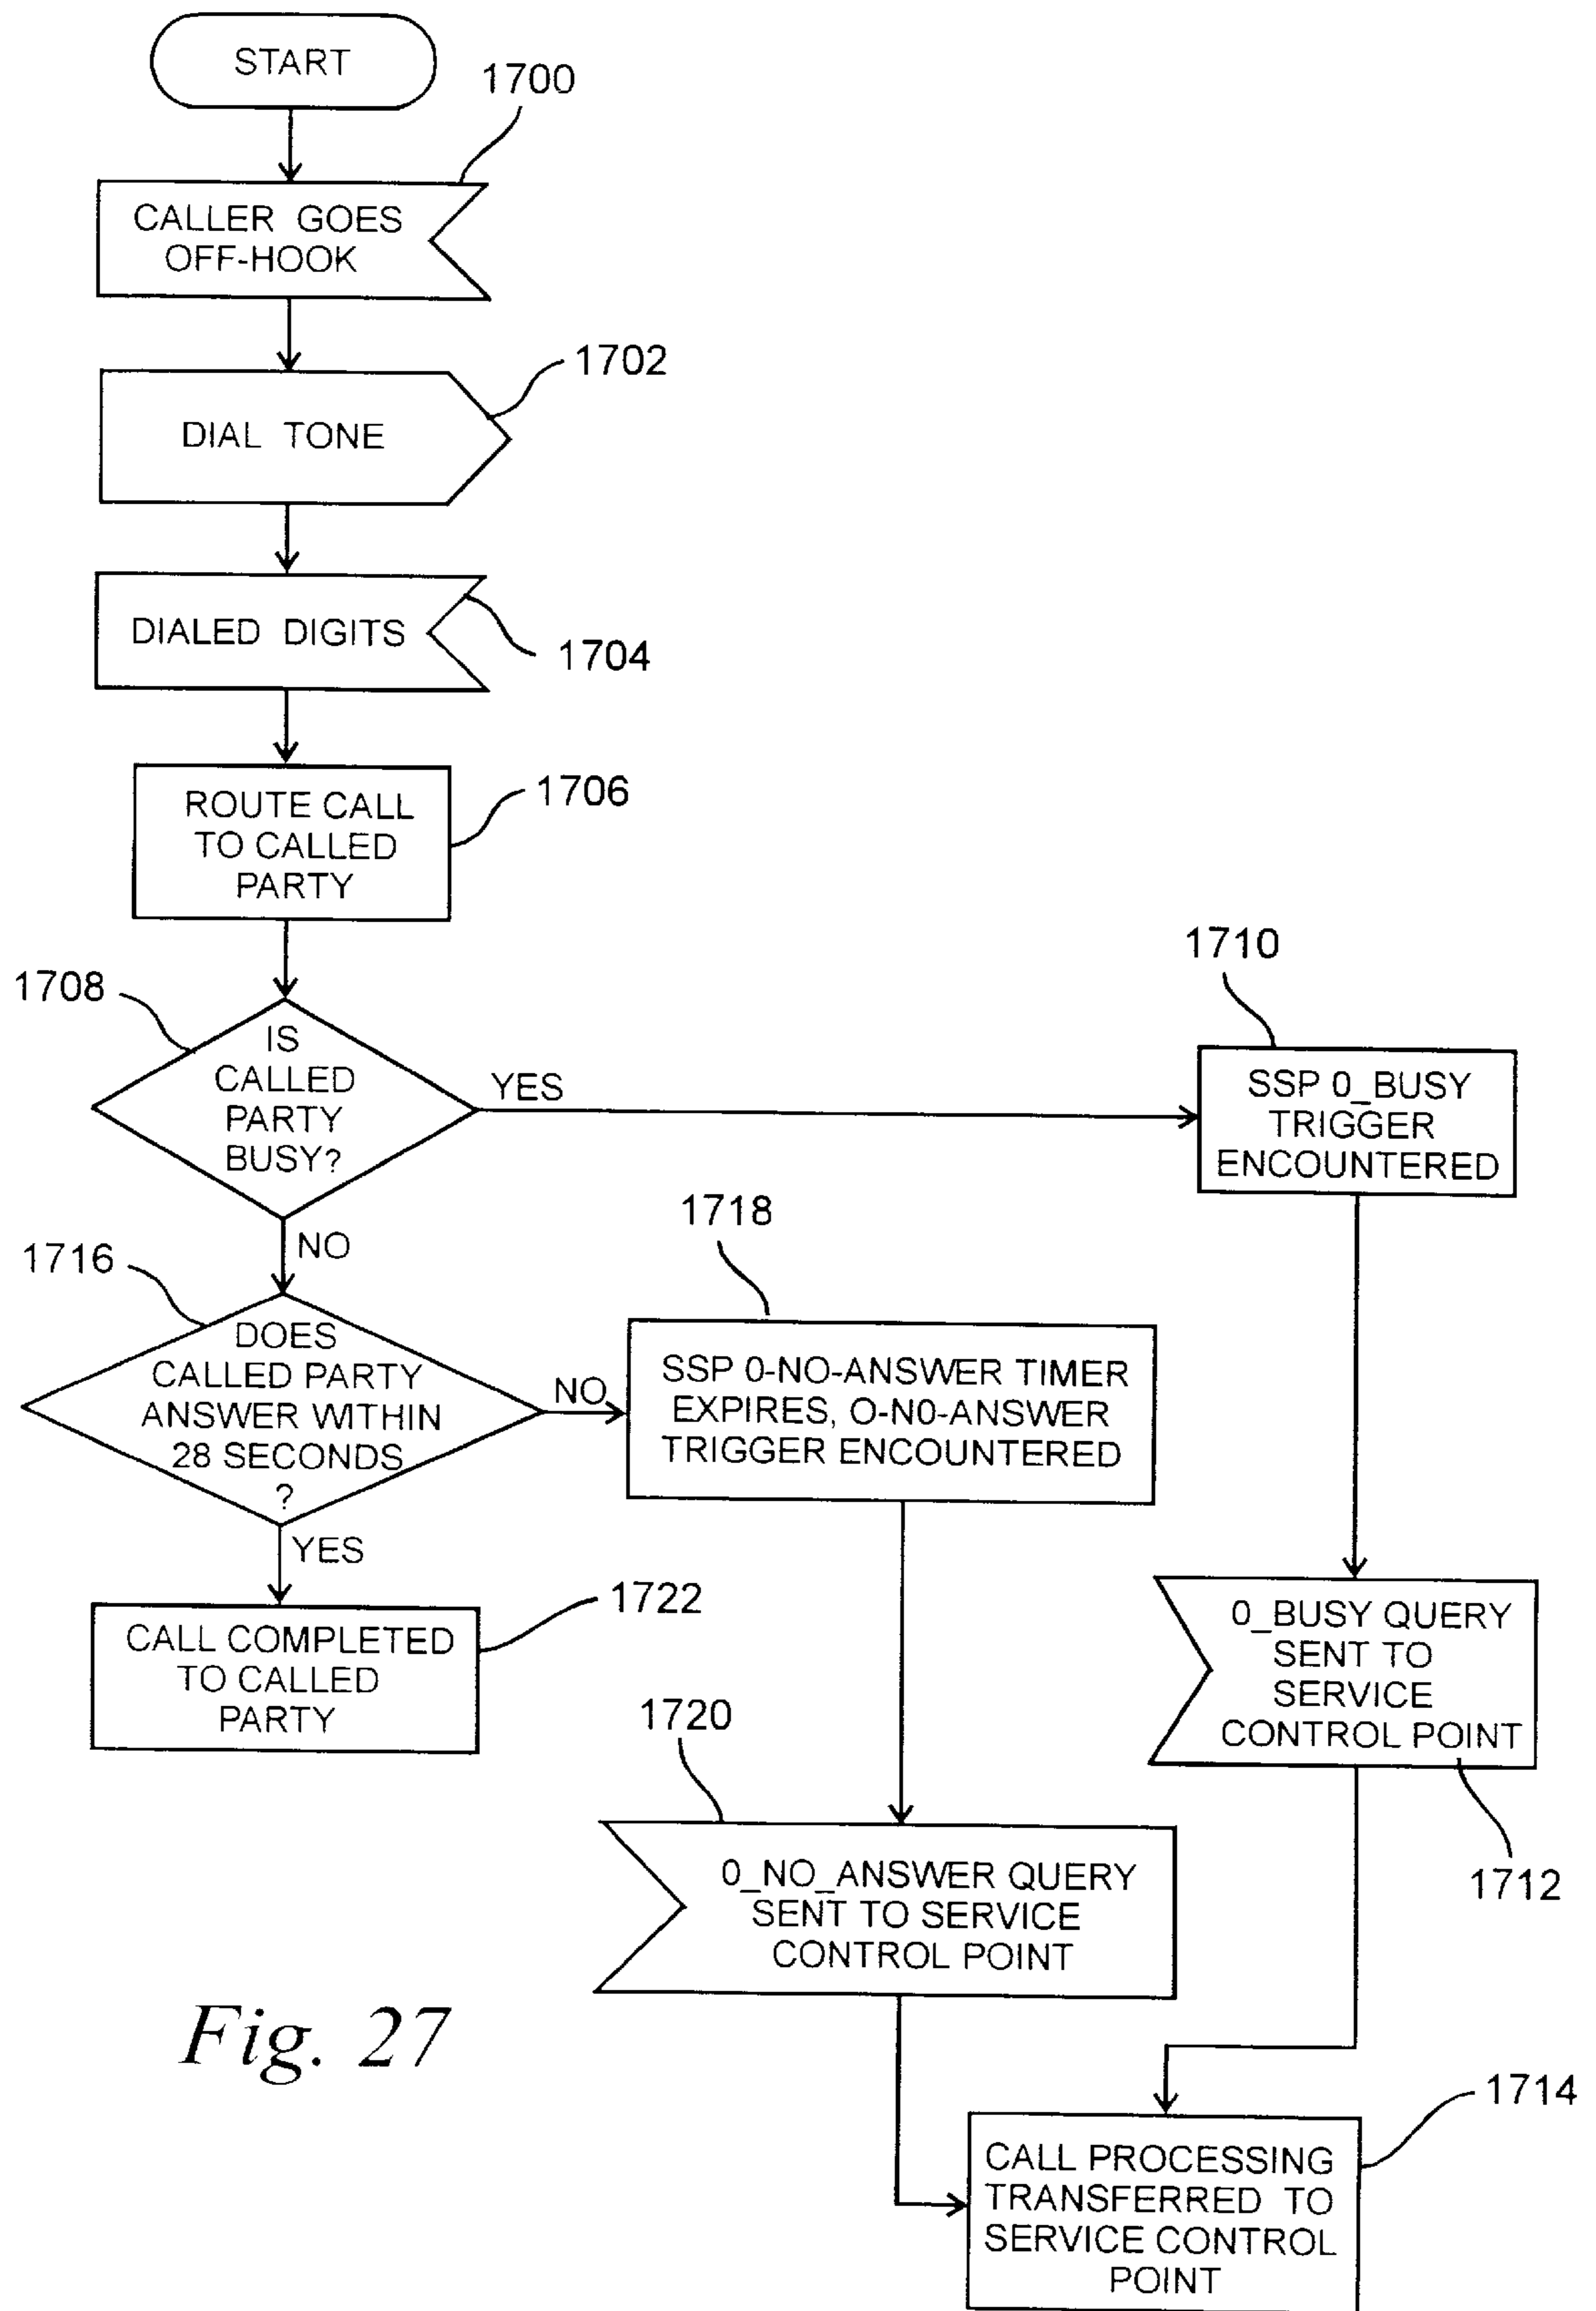 START
1700
CALLER GOES
OFF-HOOK
1702
DIAL TONE
DIALED DIGITS
1704
ROUTE CALL
TO CALLED
PARTY
1706
1708
IS
CALLED
PARTY
BUSY?
YES
1710
SSP 0_BUSY
TRIGGER
ENCOUNTERED
NO
1716
DOES
CALLED PARTY
ANSWER WITHIN
28 SECONDS
?
NO
1718
SSP 0-NO-ANSWER TIMER
EXPIRES, O-N0-ANSWER
TRIGGER ENCOUNTERED
YES
CALL COMPLETED
TO CALLED
PARTY
1722
0_BUSY QUERY
SENT TO
SERVICE
CONTROL POINT
1712
1720
0_NO_ANSWER QUERY
SENT TO SERVICE
CONTROL POINT
1714
CALL PROCESSING
TRANSFERRED TO
SERVICE CONTROL
POINT
Fig. 27